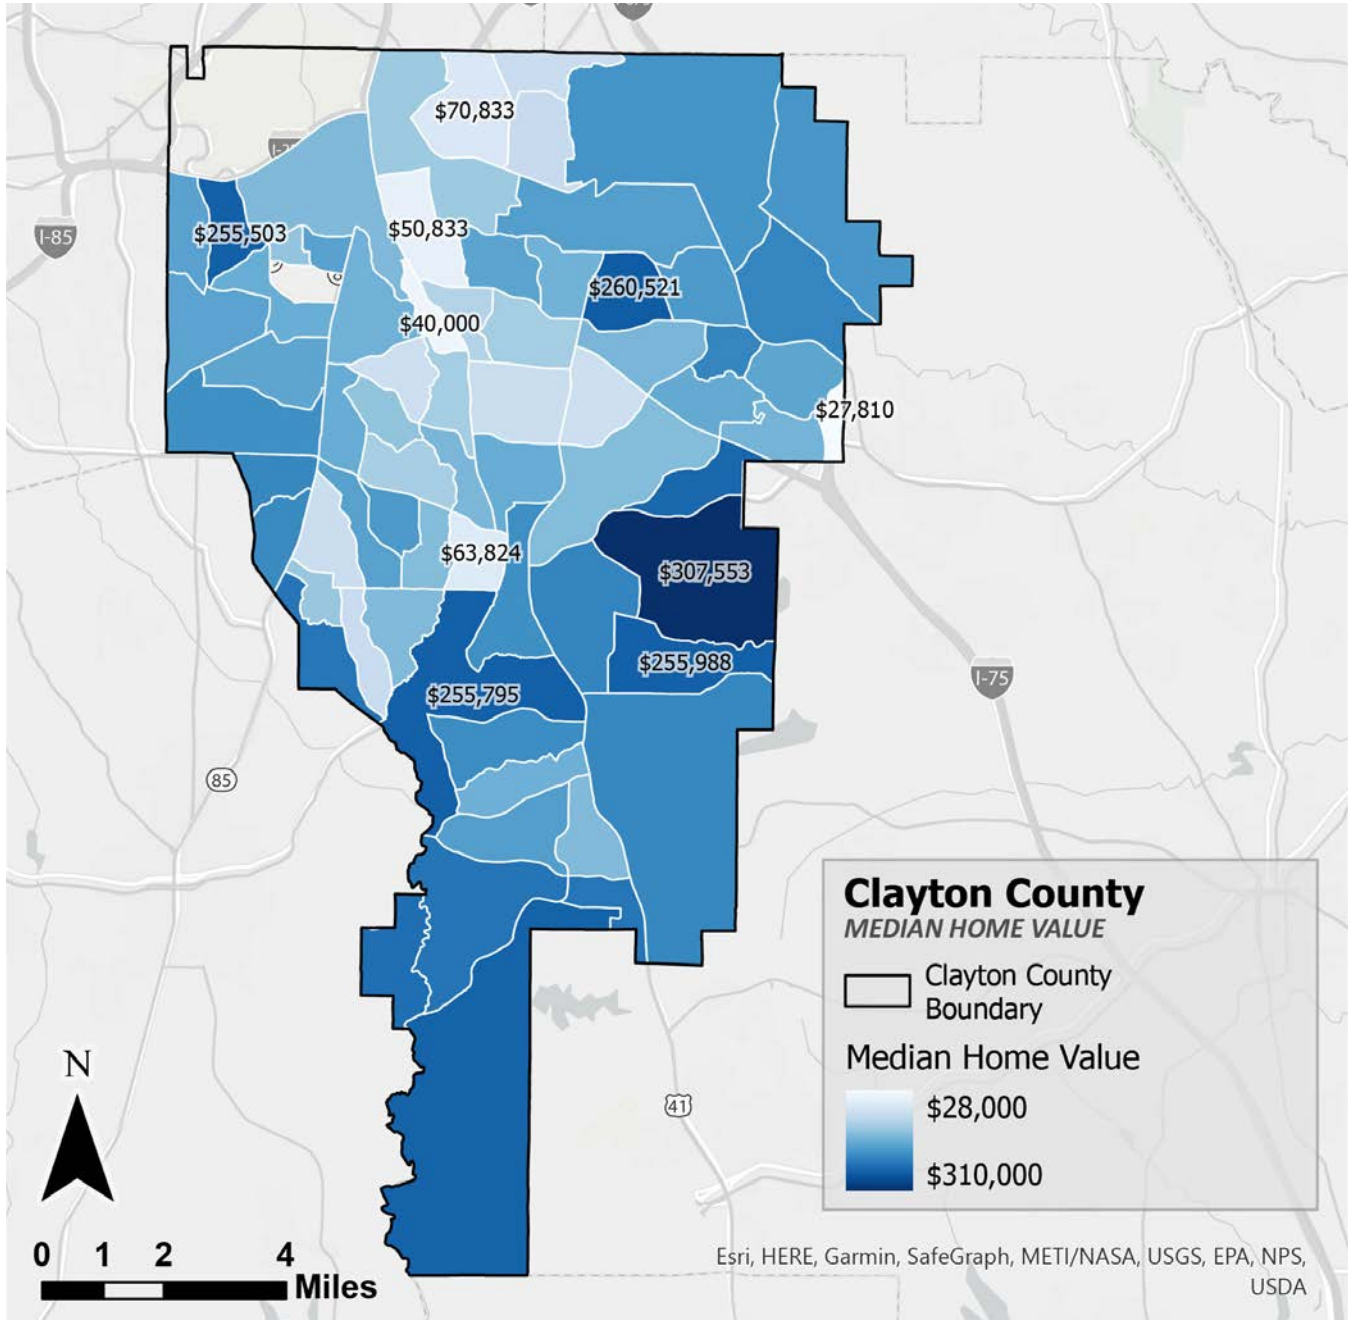 $70,833
I-85
$255,503
$50,833
$260,521
$40,000
$27,810
$63,824
$307,553
$255,988
$255,795
I-75
85
41
Clayton County
MEDIAN HOME VALUE
Clayton County
Boundary
Median Home Value
$28,000
$310,000
N
0 1 2 4
Miles
Esri, HERE, Garmin, SafeGraph, METI/NASA, USGS, EPA, NPS,
USDA